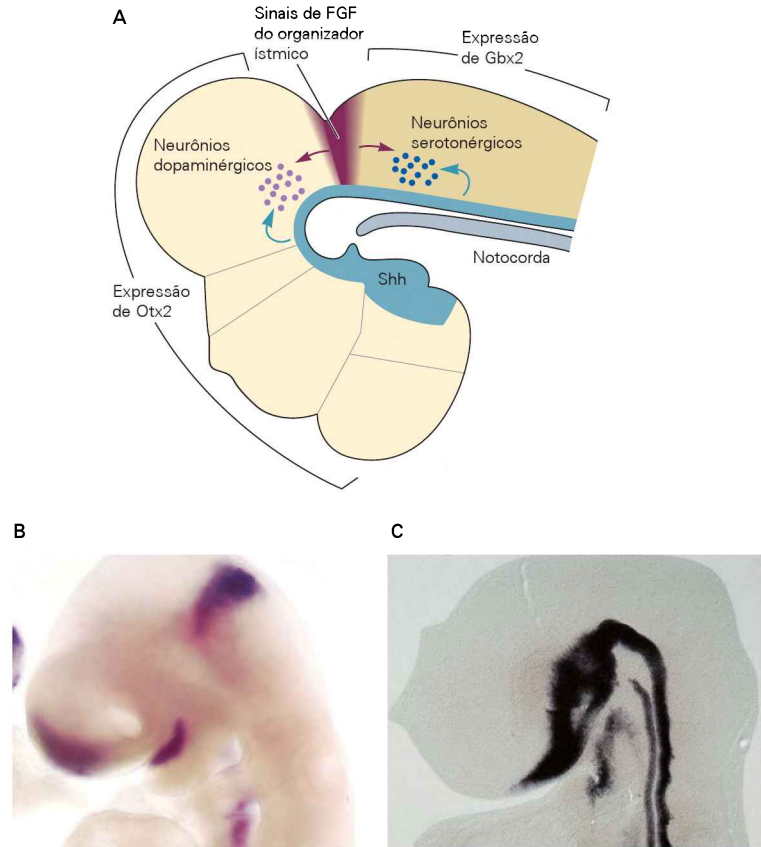 A
Sinais de FGF
do organizador
ístmico
Expressão
de Gbx2
Neurônios
dopaminérgicos
Neurônios
serotonérgicos
Notocorda
Shh
Expressão
de Otx2
B
C